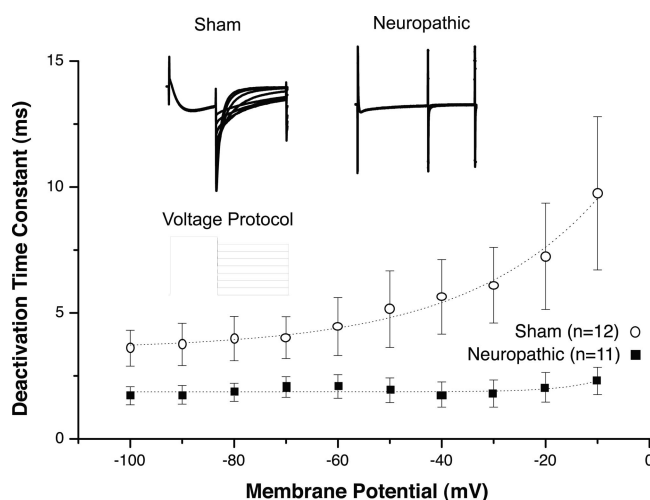 Sham
Neuropathic
Voltage Protocol
Deactivation Time Constant (ms)
15
10
5
0
Sham (n=12)
Neuropathic (n=11)
-100
-80
-60
-40
-20
0
Membrane Potential (mV)